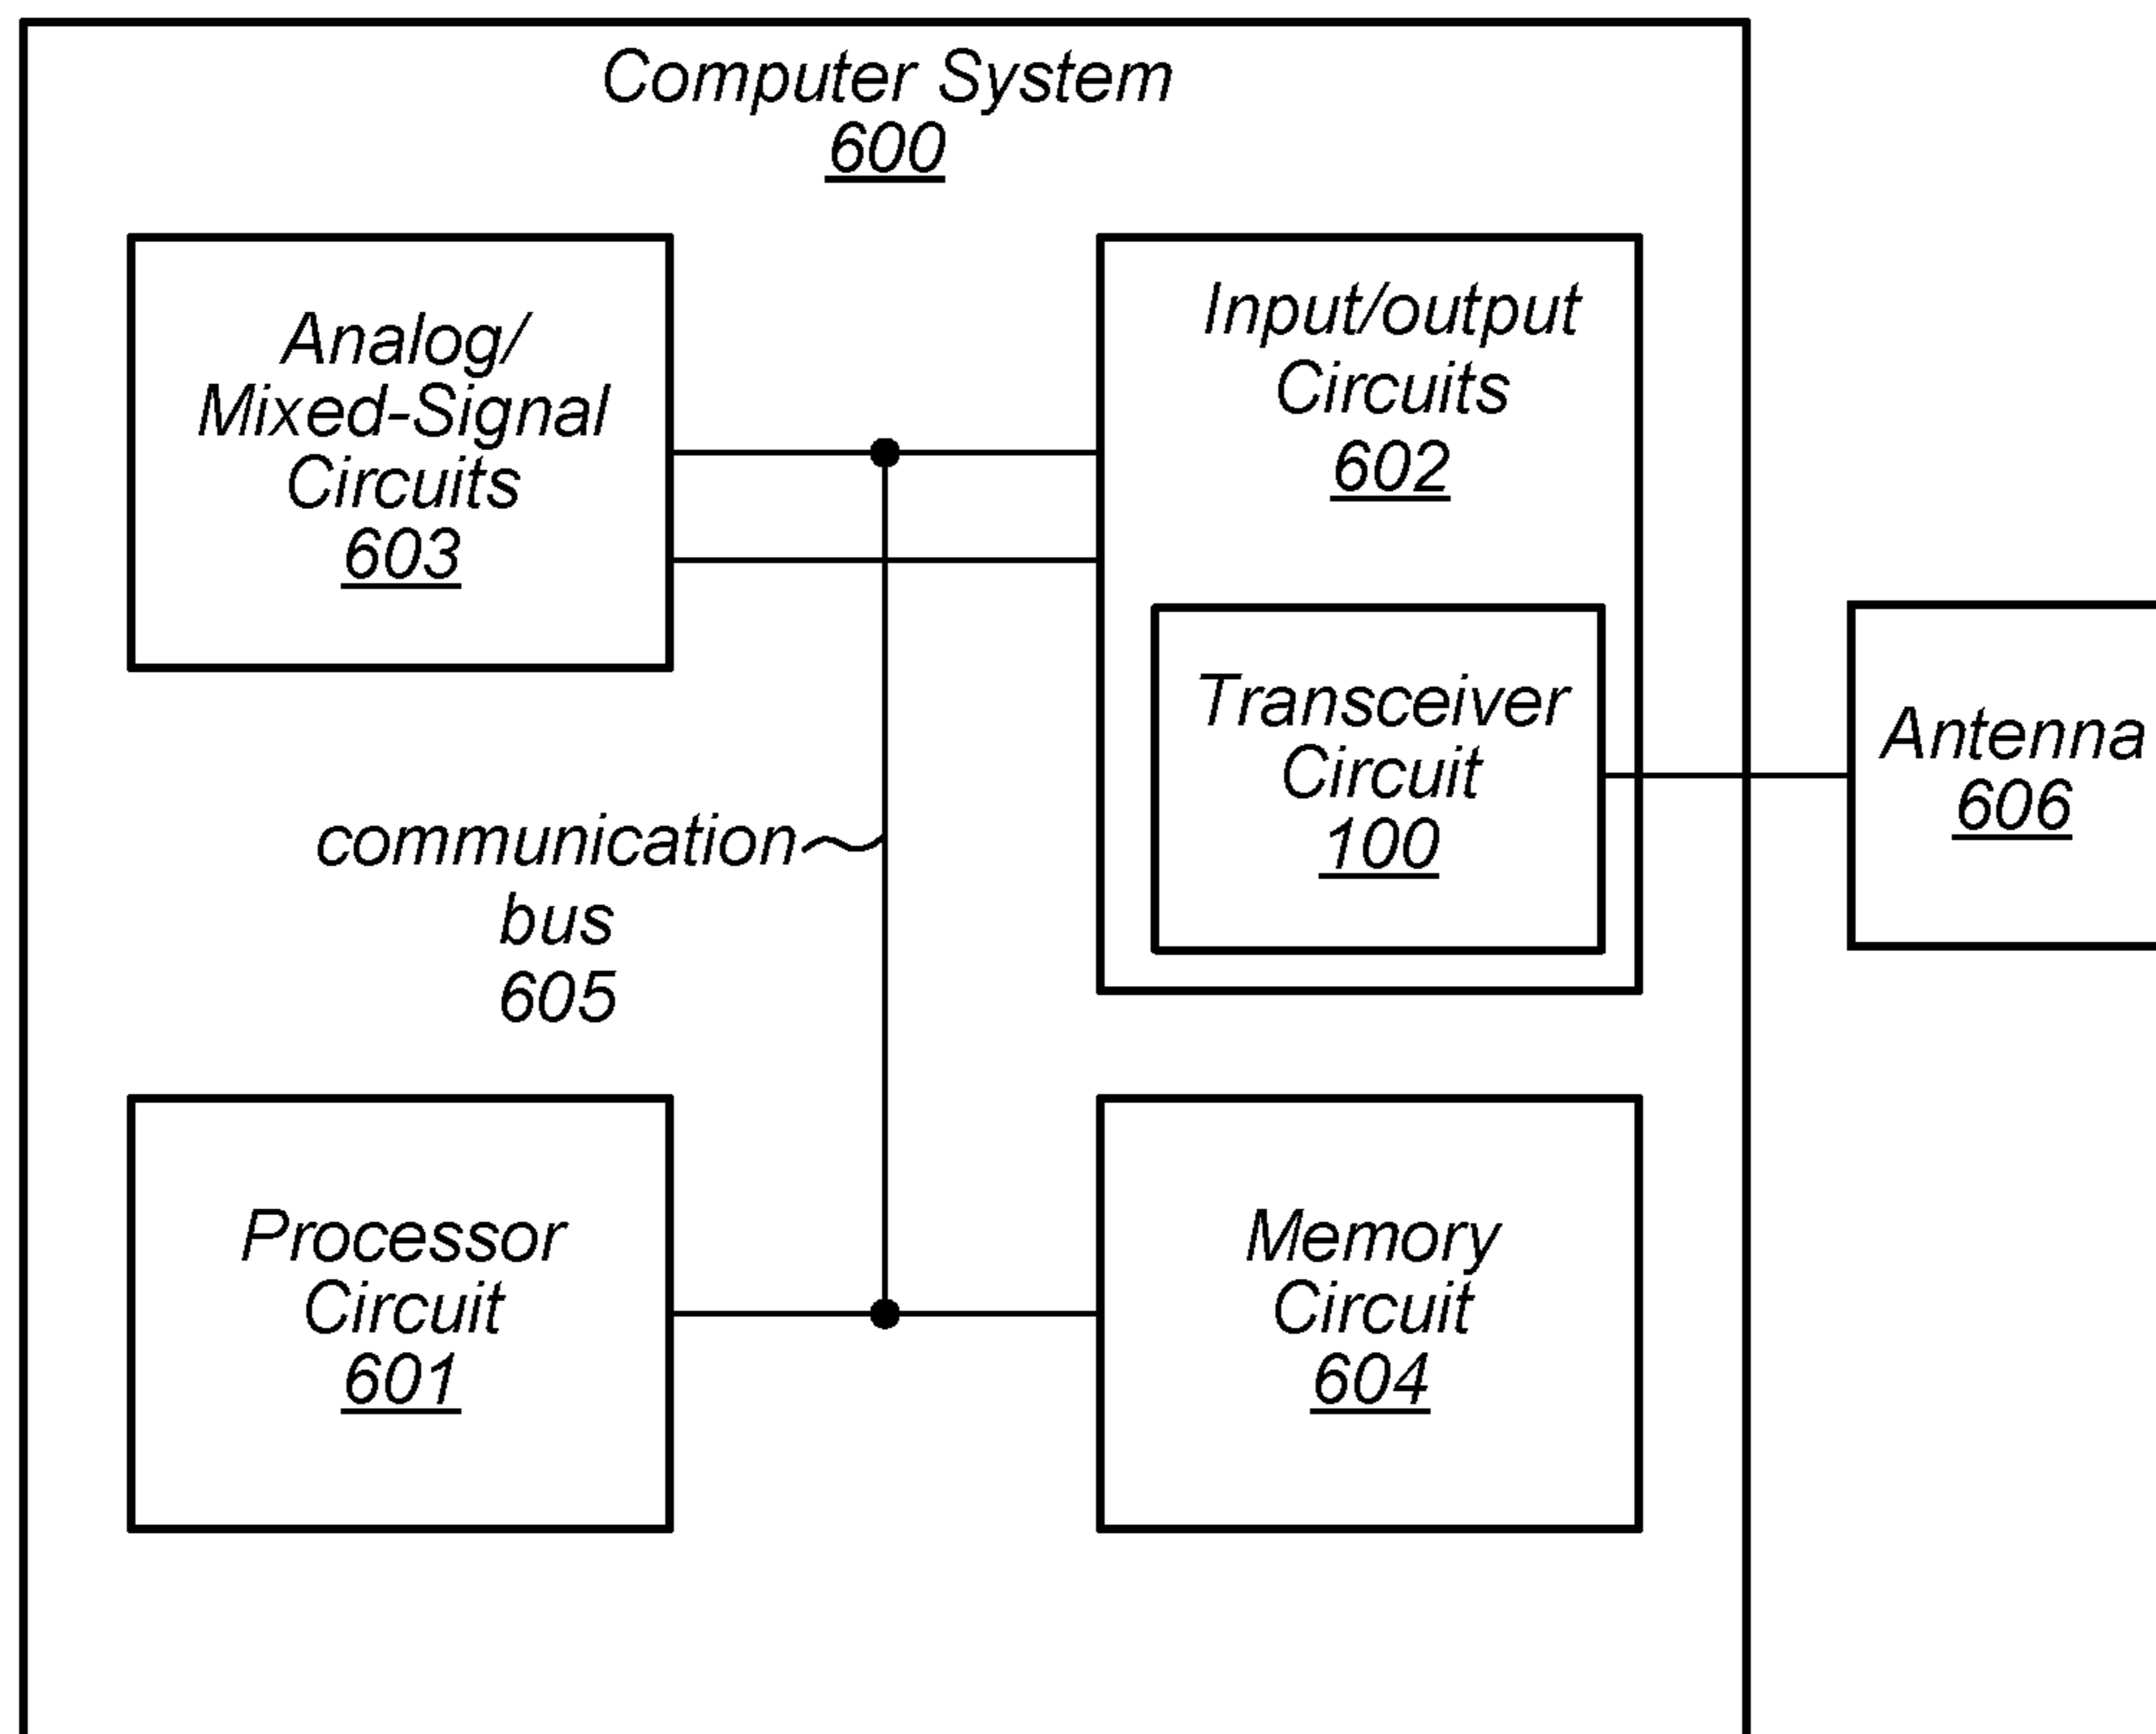 Computer System
600
Analog/
Mixed-Signal
Circuits
603
Input/output
Circuits
602
Transceiver
Circuit
100
Antenna
606
communication
bus
605
Processor
Circuit
601
Memory
Circuit
604